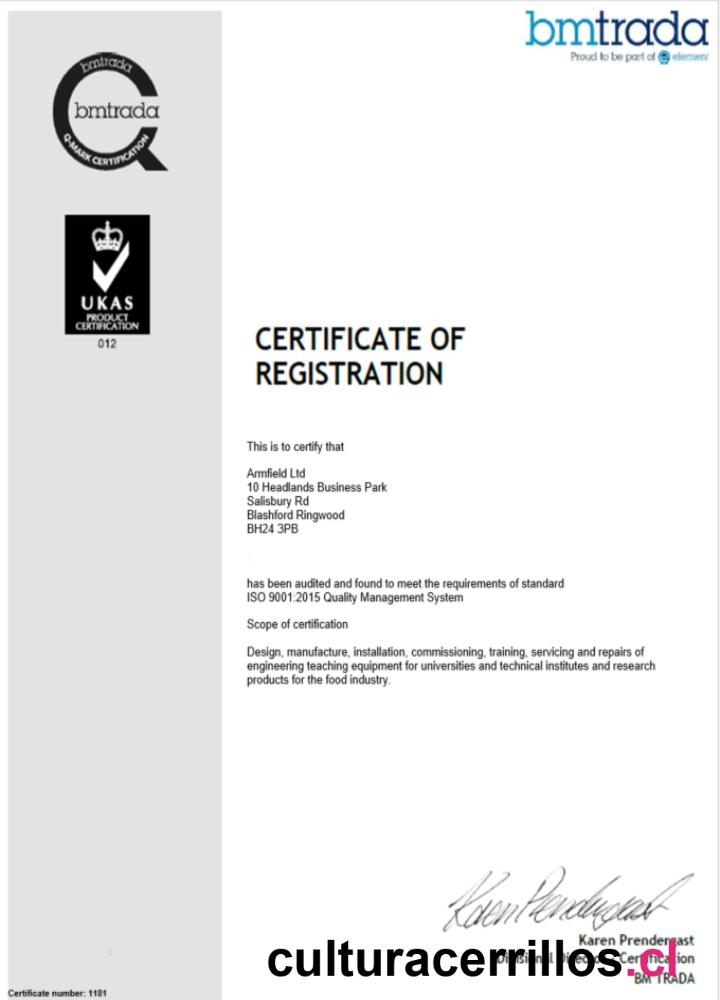 bmtrada
Proud to be part of element
bmtrada
bmtrada
Q-MARK CERTIFICATION
UKAS
PRODUCT
CERTIFICATION
012
CERTIFICATE OF
REGISTRATION
This is to certify that
Armfield Ltd
10 Headlands Business Park
Salisbury Rd
Blashford Ringwood
BH24 3PB
has been audited and found to meet the requirements of standard
ISO 9001:2015 Quality Management System
Scope of certification
Design, manufacture, installation, commissioning, training, servicing and repairs of
engineering teaching equipment for universities and technical institutes and research
products for the food industry.
Karen Prendergast
Karen Prendergast
Divisional Director Certification
BM TRADA
culturacerrillos.cl
Certificate number: 1181